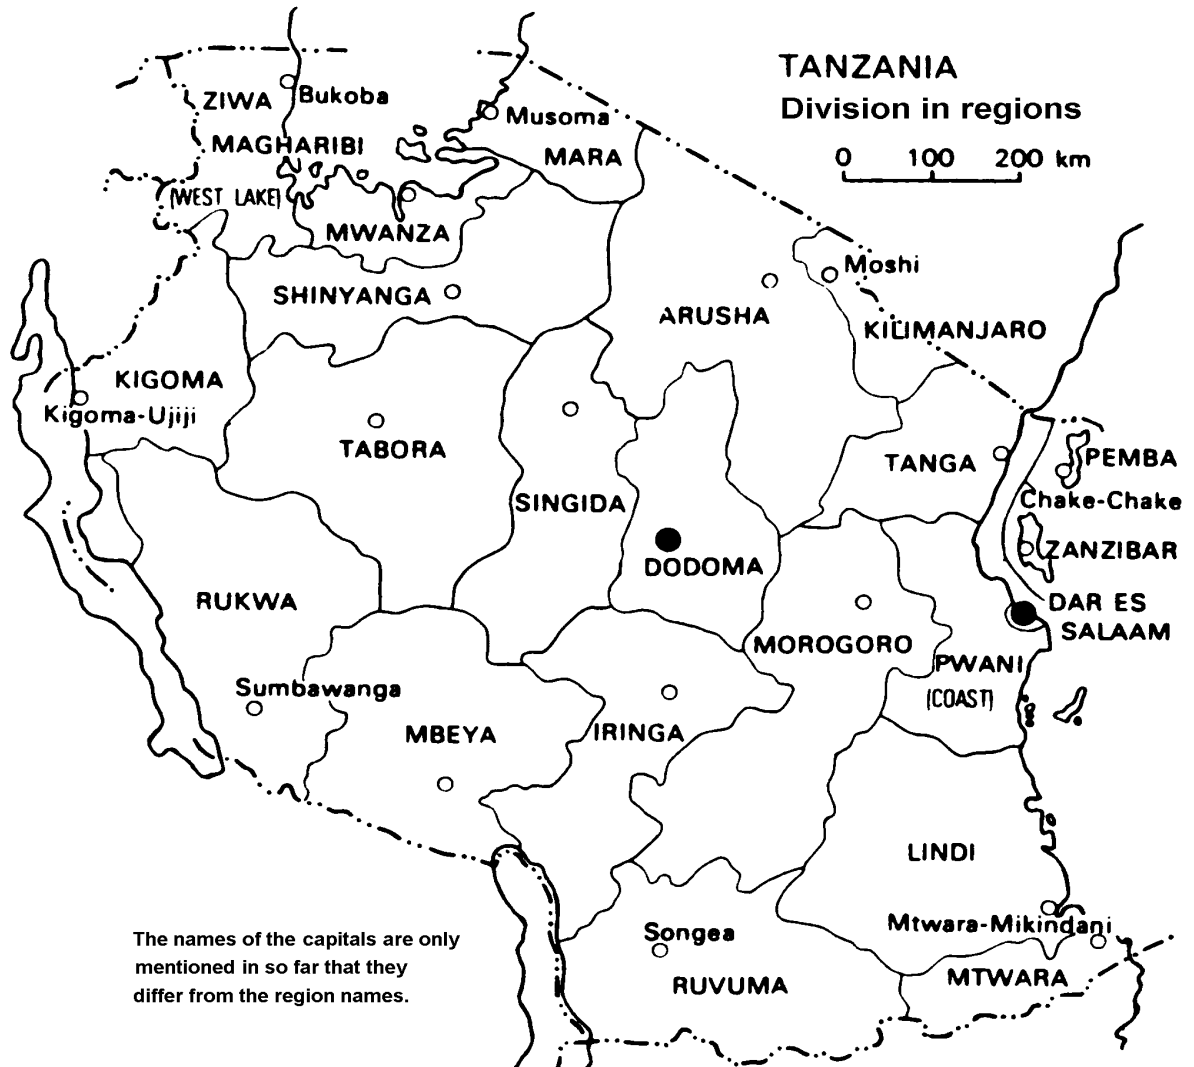 TANZANIA
Division in regions
0 100 200 km
ZIWA
Bukoba
MAGHARIBI
(WEST LAKE)
Musoma
MARA
MWANZA
SHINYANGA
Moshi
ARUSHA
KILIMANJARO
KIGOMA
Kigoma-Ujiji
TABORA
SINGIDA
TANGA
PEMBA
Chake-Chake
ZANZIBAR
DODOMA
DAR ES
SALAAM
RUKWA
MOROGORO
PWANI
(COAST)
Sumbawanga
MBEYA
IRINGA
LINDI
Mtwara-Mikindani
Songea
RUVUMA
MTWARA
The names of the capitals are only
mentioned in so far that they
differ from the region names.